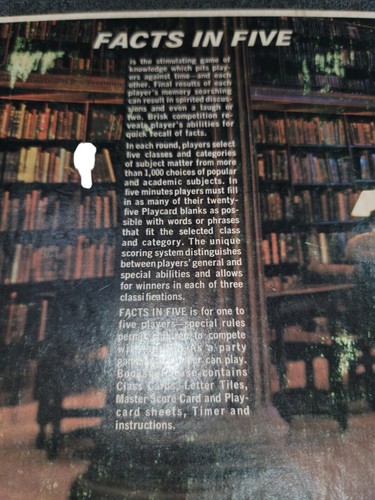 FACTS IN FIVE
is the stimulating game of
knowledge which pits play-
ers against time—and each
other. Final results of each
player's memory searching
can result in spirited discus-
sions and even a laugh or
two. Brisk competition re-
veals player's abilities for
quick recall of facts.
In each round, players select
five classes and categories
of subject matter from more
than 1,000 choices of popular
and academic subjects. In
five minutes players must fill
in as many of their twenty-
five Playcard blanks as pos-
sible with words or phrases
that fit the selected class
and category. The unique
scoring system distinguishes
between players' general and
special abilities and allows
for winners in each of three
classifications.
FACTS IN FIVE is for one to
five players—special rules
permit to compete
As a party
can play.
contains
Class Cards, Letter Tiles,
Master Score Card and Play-
card sheets, Timer and
instructions.